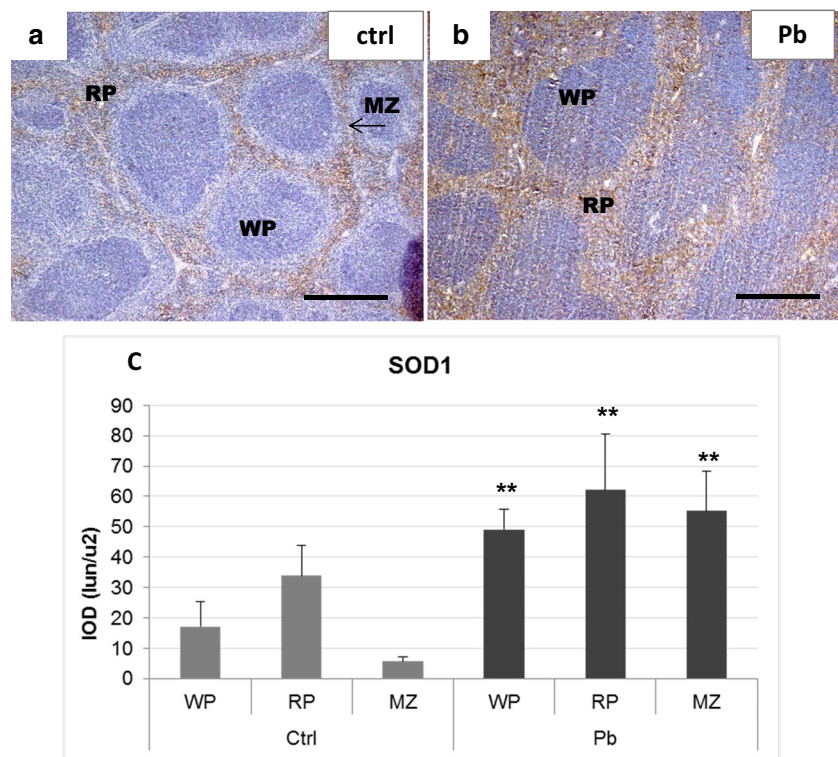 a ctrl
RP
MZ
WP
b Pb
WP
RP
C
SOD1
IOD (lun/u2)
90
80
70
60
50
40
30
20
10
0
** ** **
WP RP MZ WP RP MZ
Ctrl Pb